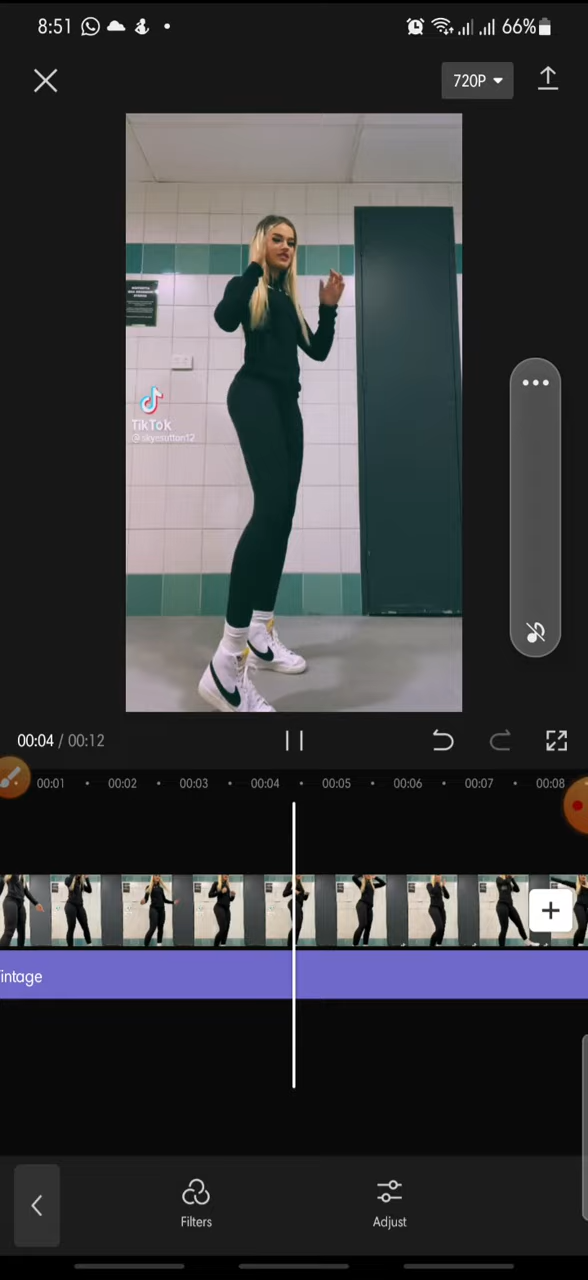 8:51
66%
720P
TikTok
@skyesutton12
00:04 / 00:12
00:01
00:02
00:03
00:04
00:05
00:06
00:07
00:08
intage
Filters
Adjust